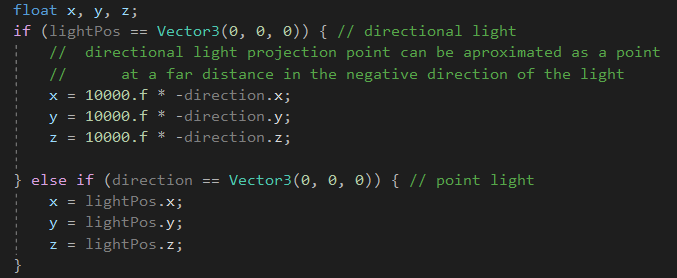 float x, y, z;
if (lightPos == Vector3(0, 0, 0)) { // directional light
    //  directional light projection point can be aproximated as a point
    //      at a far distance in the negative direction of the light
    x = 10000.f * -direction.x;
    y = 10000.f * -direction.y;
    z = 10000.f * -direction.z;

} else if (direction == Vector3(0, 0, 0)) { // point light
    x = lightPos.x;
    y = lightPos.y;
    z = lightPos.z;
}